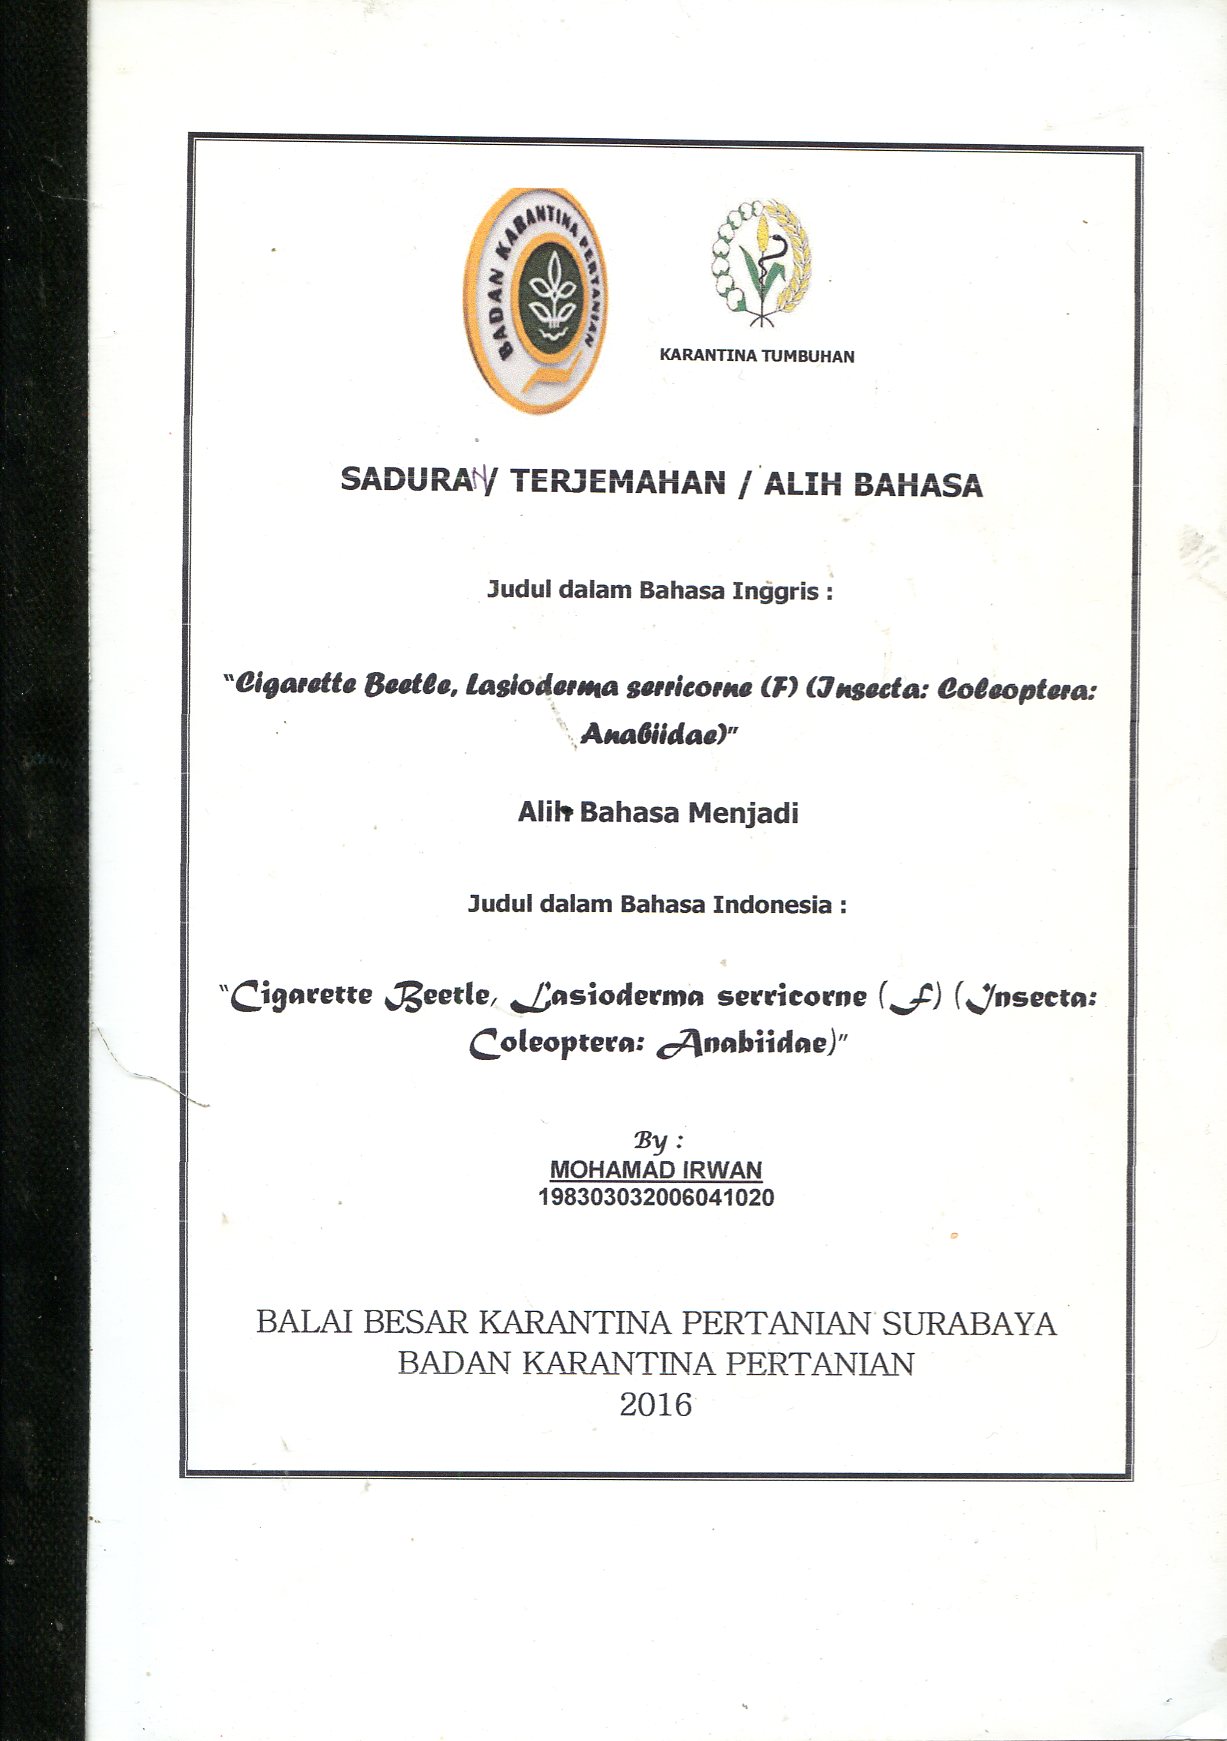 BADAN KARANTINA PERTANIAN
KARANTINA TUMBUHAN
SADURAN/ TERJEMAHAN / ALIH BAHASA
Judul dalam Bahasa Inggris :
"Cigarette Beetle, Lasioderma serricorne (F) (Insecta: Coleoptera:
Anabiidae)"
Alih Bahasa Menjadi
Judul dalam Bahasa Indonesia :
"Cigarette Beetle, Lasioderma serricorne (F) (Insecta:
Coleoptera: Anabiidae)"
By :
MOHAMAD IRWAN
198303032006041020
BALAI BESAR KARANTINA PERTANIAN SURABAYA
BADAN KARANTINA PERTANIAN
2016